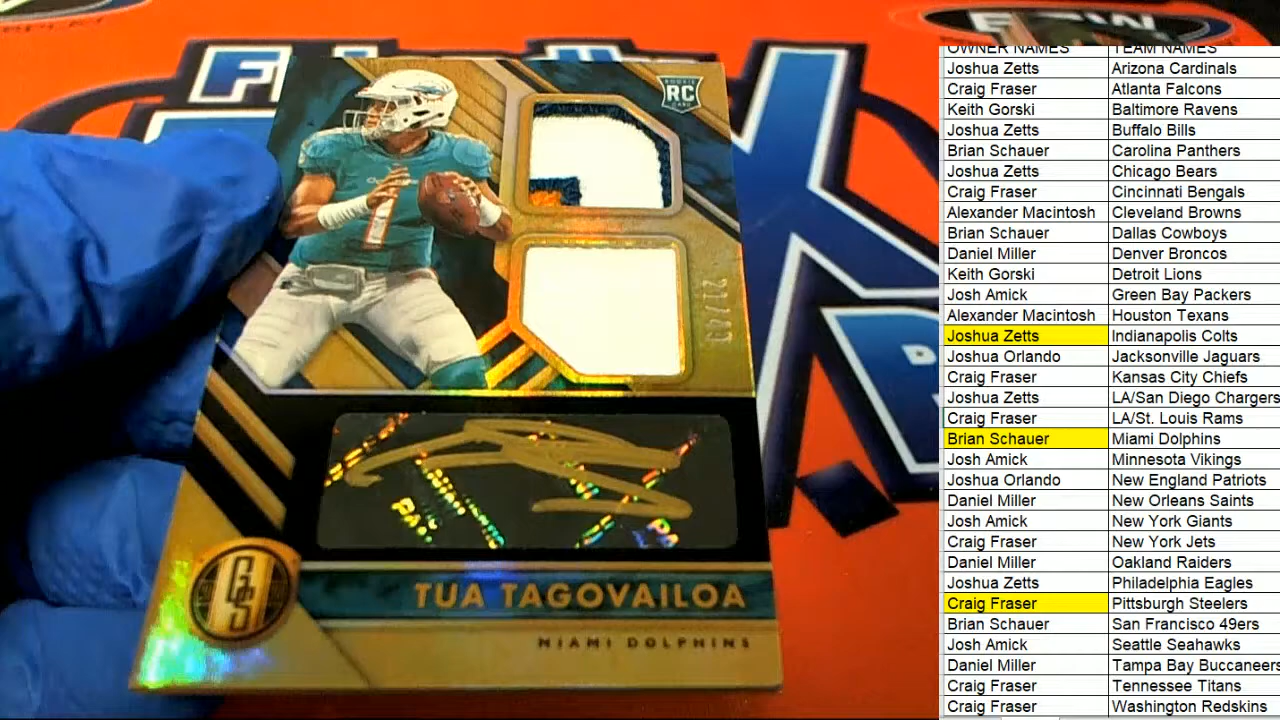 ROOKIE
RC
CARD
1
21/49
GS
TUA TAGOVAILOA
MIAMI DOLPHINS
OWNER NAMES TEAM NAMES
Joshua Zetts Arizona Cardinals
Craig Fraser Atlanta Falcons
Keith Gorski Baltimore Ravens
Joshua Zetts Buffalo Bills
Brian Schauer Carolina Panthers
Joshua Zetts Chicago Bears
Craig Fraser Cincinnati Bengals
Alexander Macintosh Cleveland Browns
Brian Schauer Dallas Cowboys
Daniel Miller Denver Broncos
Keith Gorski Detroit Lions
Josh Amick Green Bay Packers
Alexander Macintosh Houston Texans
Joshua Zetts Indianapolis Colts
Joshua Orlando Jacksonville Jaguars
Craig Fraser Kansas City Chiefs
Joshua Zetts LA/San Diego Chargers
Craig Fraser LA/St. Louis Rams
Brian Schauer Miami Dolphins
Josh Amick Minnesota Vikings
Joshua Orlando New England Patriots
Daniel Miller New Orleans Saints
Josh Amick New York Giants
Craig Fraser New York Jets
Daniel Miller Oakland Raiders
Joshua Zetts Philadelphia Eagles
Craig Fraser Pittsburgh Steelers
Brian Schauer San Francisco 49ers
Josh Amick Seattle Seahawks
Daniel Miller Tampa Bay Buccaneers
Craig Fraser Tennessee Titans
Craig Fraser Washington Redskins